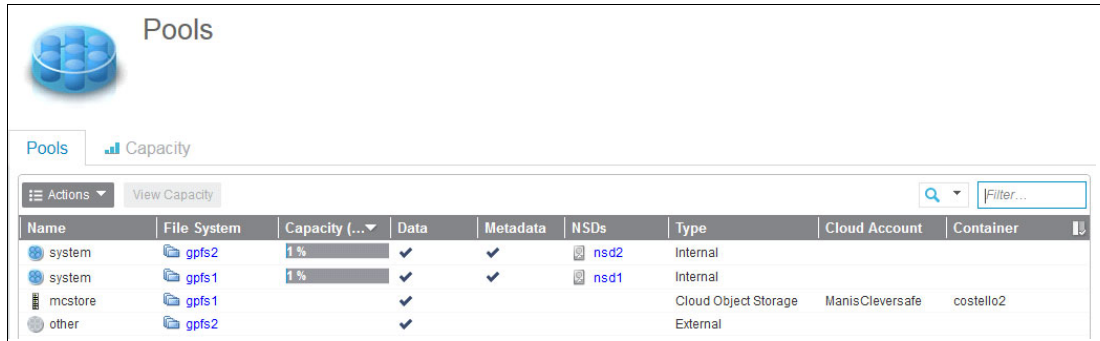 Pools
Pools Capacity
Actions View Capacity Filter...
Name File System Capacity (... Data Metadata NSDs Type Cloud Account Container
system gpfs2 1 % nsd2 Internal
system gpfs1 1 % nsd1 Internal
mcstore gpfs1 Cloud Object Storage ManisCleversafe costello2
other gpfs2 External